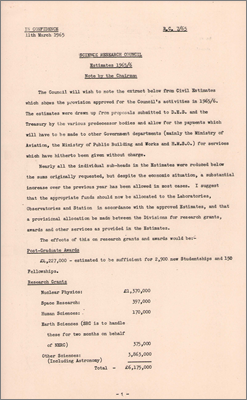 IN CONFIDENCE
R.C. 2/65
11th March 1965
SCIENCE RESEARCH COUNCIL
Estimates 1965/6
Note by the Chairman
The Council will wish to note the extract below from Civil Estimates
which shows the provision approved for the Council's activities in 1965/6.
The estimates were drawn up from proposals submitted to D.E.S. and the
Treasury by the various predecessor bodies and allow for the payments which
will have to be made to other Government departments (mainly the Ministry of
Aviation, the Ministry of Public Building and Works and H.M.S.O.) for services
which have hitherto been given without charge.
Nearly all the individual sub-heads in the Estimates were reduced below
the sums originally requested, but despite the economic situation, a substantial
increase over the previous year has been allowed in most cases. I suggest
that the appropriate funds should now be allocated to the Laboratories,
Observatories and Station in accordance with the approved Estimates, and that
a provisional allocation be made between the Divisions for research grants,
awards and other services as provided in the Estimates.
The effects of this on research grants and awards would be:-
Post-Graduate Awards
£4,227,000 - estimated to be sufficient for 2,900 new Studentships and 150
Fellowships.
Research Grants
Nuclear Physics: £1,370,000
Space Research: 397,000
Human Sciences: 170,000
Earth Sciences (SRC is to handle
these for two months on behalf
of NERC) 375,000
Other Sciences: 3,863,000
(Including Astronomy)
Total - £6,175,000
- 1 -